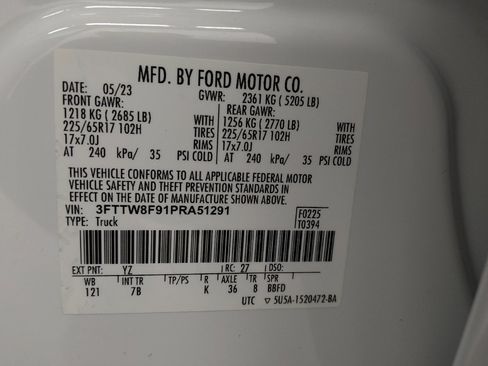 MFD. BY FORD MOTOR CO.
DATE: 05/23 GVWR: 2361 KG ( 5205 LB)
FRONT GAWR: REAR GAWR:
1218 KG ( 2685 LB) 1256 KG ( 2770 LB)
WITH WITH
225/65R17 102H TIRES 225/65R17 102H TIRES
17x7.0J RIMS 17x7.0J RIMS
AT 240 kPa/ 35 PSI COLD AT 240 kPa/ 35 PSI COLD
THIS VEHICLE CONFORMS TO ALL APPLICABLE FEDERAL MOTOR
VEHICLE SAFETY AND THEFT PREVENTION STANDARDS IN
EFFECT ON THE DATE OF MANUFACTURE SHOWN ABOVE.
VIN: 3FTTW8F91PRA51291 F0225
TYPE: Truck T0394
EXT PNT: YZ RC: 27 DSO:
WB INT TR TP/PS R AXLE TR SPR
121 7B K 36 8 BBFD
UTC ▽ 5U5A-1520472-BA